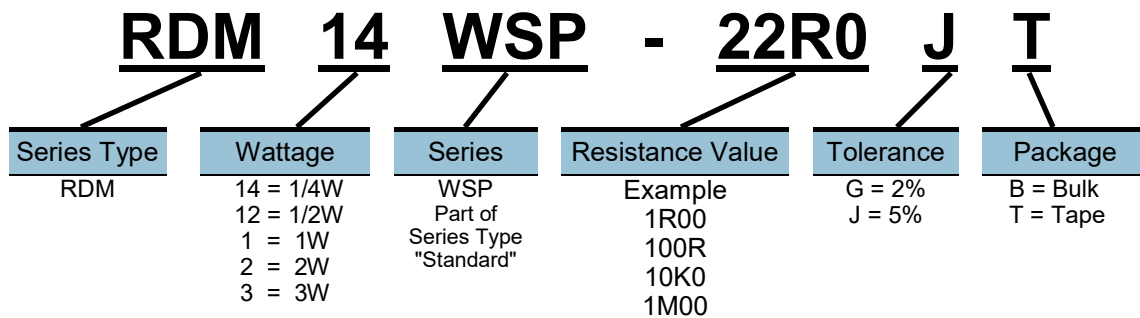 RDM 14 WSP - 22R0 J T
Series Type Wattage Series Resistance Value Tolerance Package
RDM
14 = 1/4W
12 = 1/2W
1 = 1W
2 = 2W
3 = 3W
WSP
Part of
Series Type
"Standard"
Example
1R00
100R
10K0
1M00
G = 2%
J = 5%
B = Bulk
T = Tape